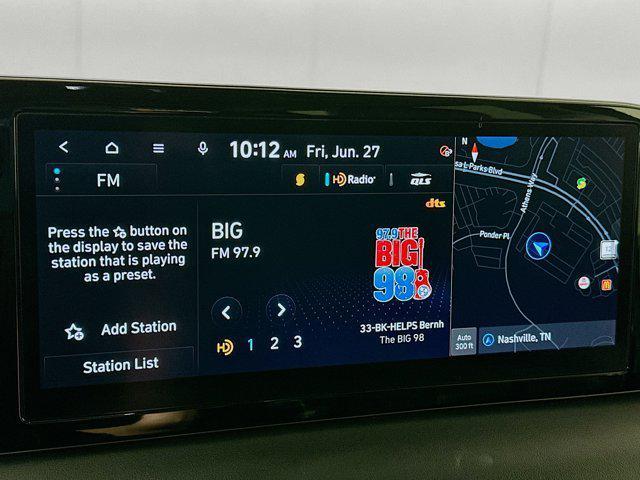 10:12 AM Fri, Jun. 27
FM
HD Radio
QLS
dts
Press the button on
the display to save the
station that is playing
as a preset.
Add Station
Station List
BIG
FM 97.9
97.9 THE
BIG
98
HD 1 2 3
33-BK-HELPS Bernh
The BIG 98
N
sa L Parks Blvd
Athens Way
Ponder Pl
Auto
300 ft
Nashville, TN